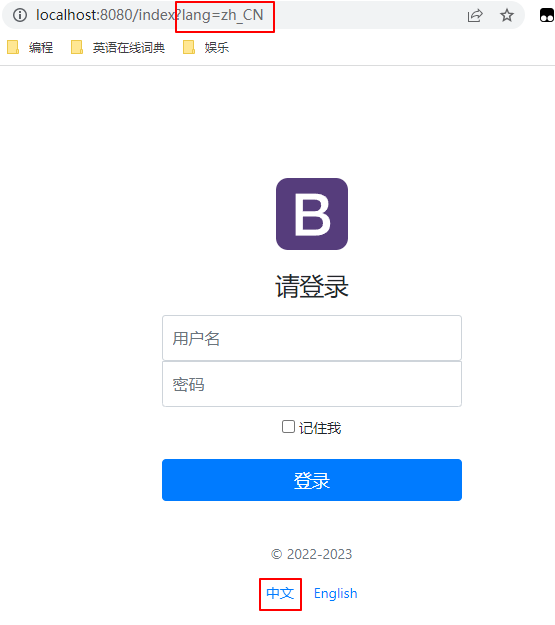 localhost:8080/index?lang=zh_CN
编程 英语在线词典 娱乐
B
请登录
用户名
密码
记住我
登录
© 2022-2023
中文 English